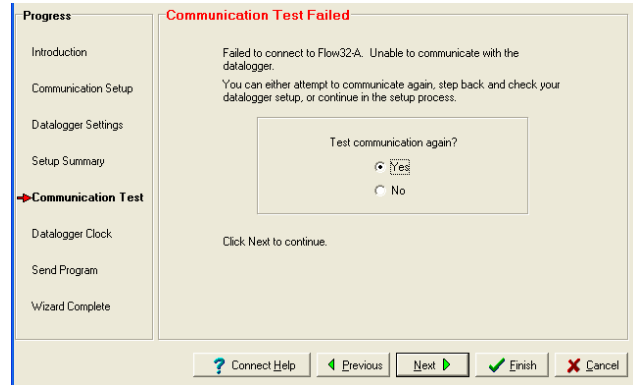 Progress
Introduction
Communication Setup
Datalogger Settings
Setup Summary
Communication Test
Datalogger Clock
Send Program
Wizard Complete
Communication Test Failed
Failed to connect to Flow32-A. Unable to communicate with the
datalogger.
You can either attempt to communicate again, step back and check your
datalogger setup, or continue in the setup process.
Test communication again?
Yes
No
Click Next to continue.
? Connect Help
Previous
Next
Finish
Cancel